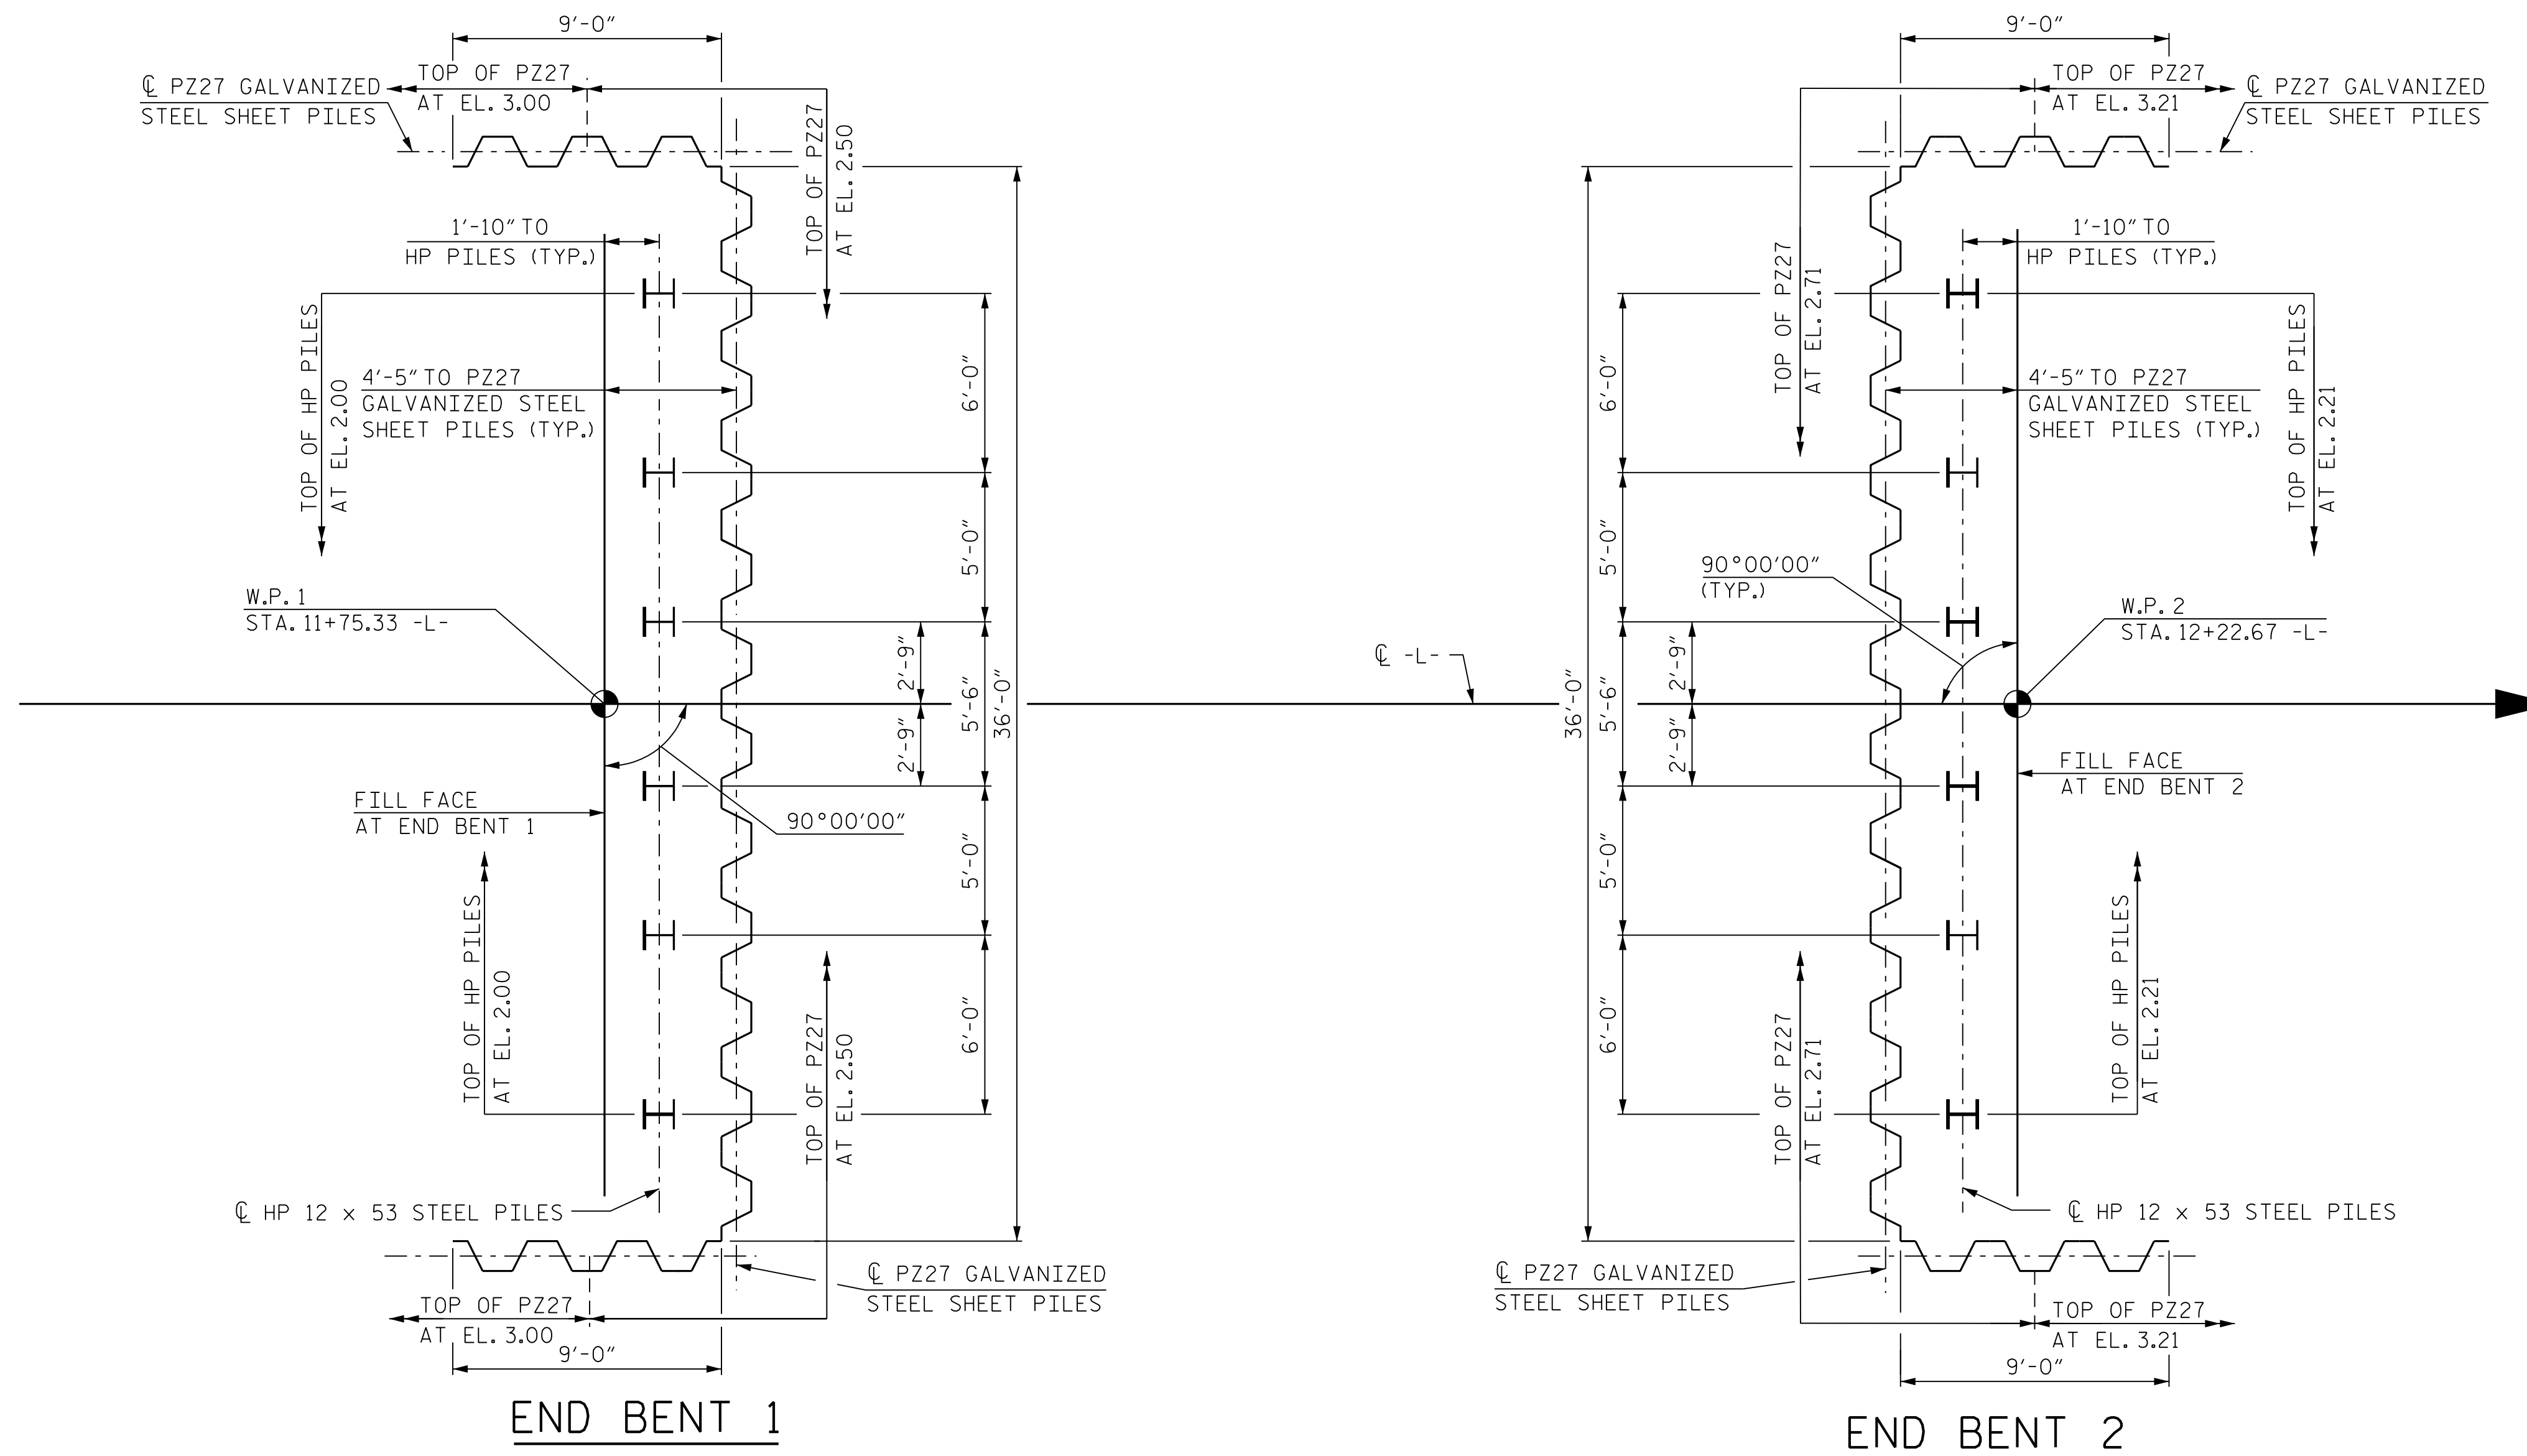 9'-0"
TOP OF PZ27
AT EL. 3.00
℄ PZ27 GALVANIZED
STEEL SHEET PILES
TOP OF PZ27
AT EL. 2.50
1'-10" TO
HP PILES (TYP.)
TOP OF HP PILES
AT EL. 2.00
4'-5" TO PZ27
GALVANIZED STEEL
SHEET PILES (TYP.)
6'-0"
5'-0"
W.P. 1
STA. 11+75.33 -L-
2'-9"
5'-6"
36'-0"
2'-9"
FILL FACE
AT END BENT 1
90°00'00"
5'-0"
TOP OF HP PILES
AT EL. 2.00
6'-0"
TOP OF PZ27
AT EL. 2.50
℄ HP 12 x 53 STEEL PILES
℄ PZ27 GALVANIZED
STEEL SHEET PILES
TOP OF PZ27
AT EL. 3.00
9'-0"
END BENT 1
℄ -L-
9'-0"
TOP OF PZ27
AT EL. 3.21
℄ PZ27 GALVANIZED
STEEL SHEET PILES
TOP OF PZ27
AT EL. 2.71
1'-10" TO
HP PILES (TYP.)
TOP OF HP PILES
AT EL. 2.21
6'-0"
4'-5" TO PZ27
GALVANIZED STEEL
SHEET PILES (TYP.)
5'-0"
90°00'00"
(TYP.)
W.P. 2
STA. 12+22.67 -L-
2'-9"
36'-0"
5'-6"
2'-9"
FILL FACE
AT END BENT 2
5'-0"
TOP OF HP PILES
AT EL. 2.21
6'-0"
TOP OF PZ27
AT EL. 2.71
℄ HP 12 x 53 STEEL PILES
℄ PZ27 GALVANIZED
STEEL SHEET PILES
TOP OF PZ27
AT EL. 3.21
9'-0"
END BENT 2